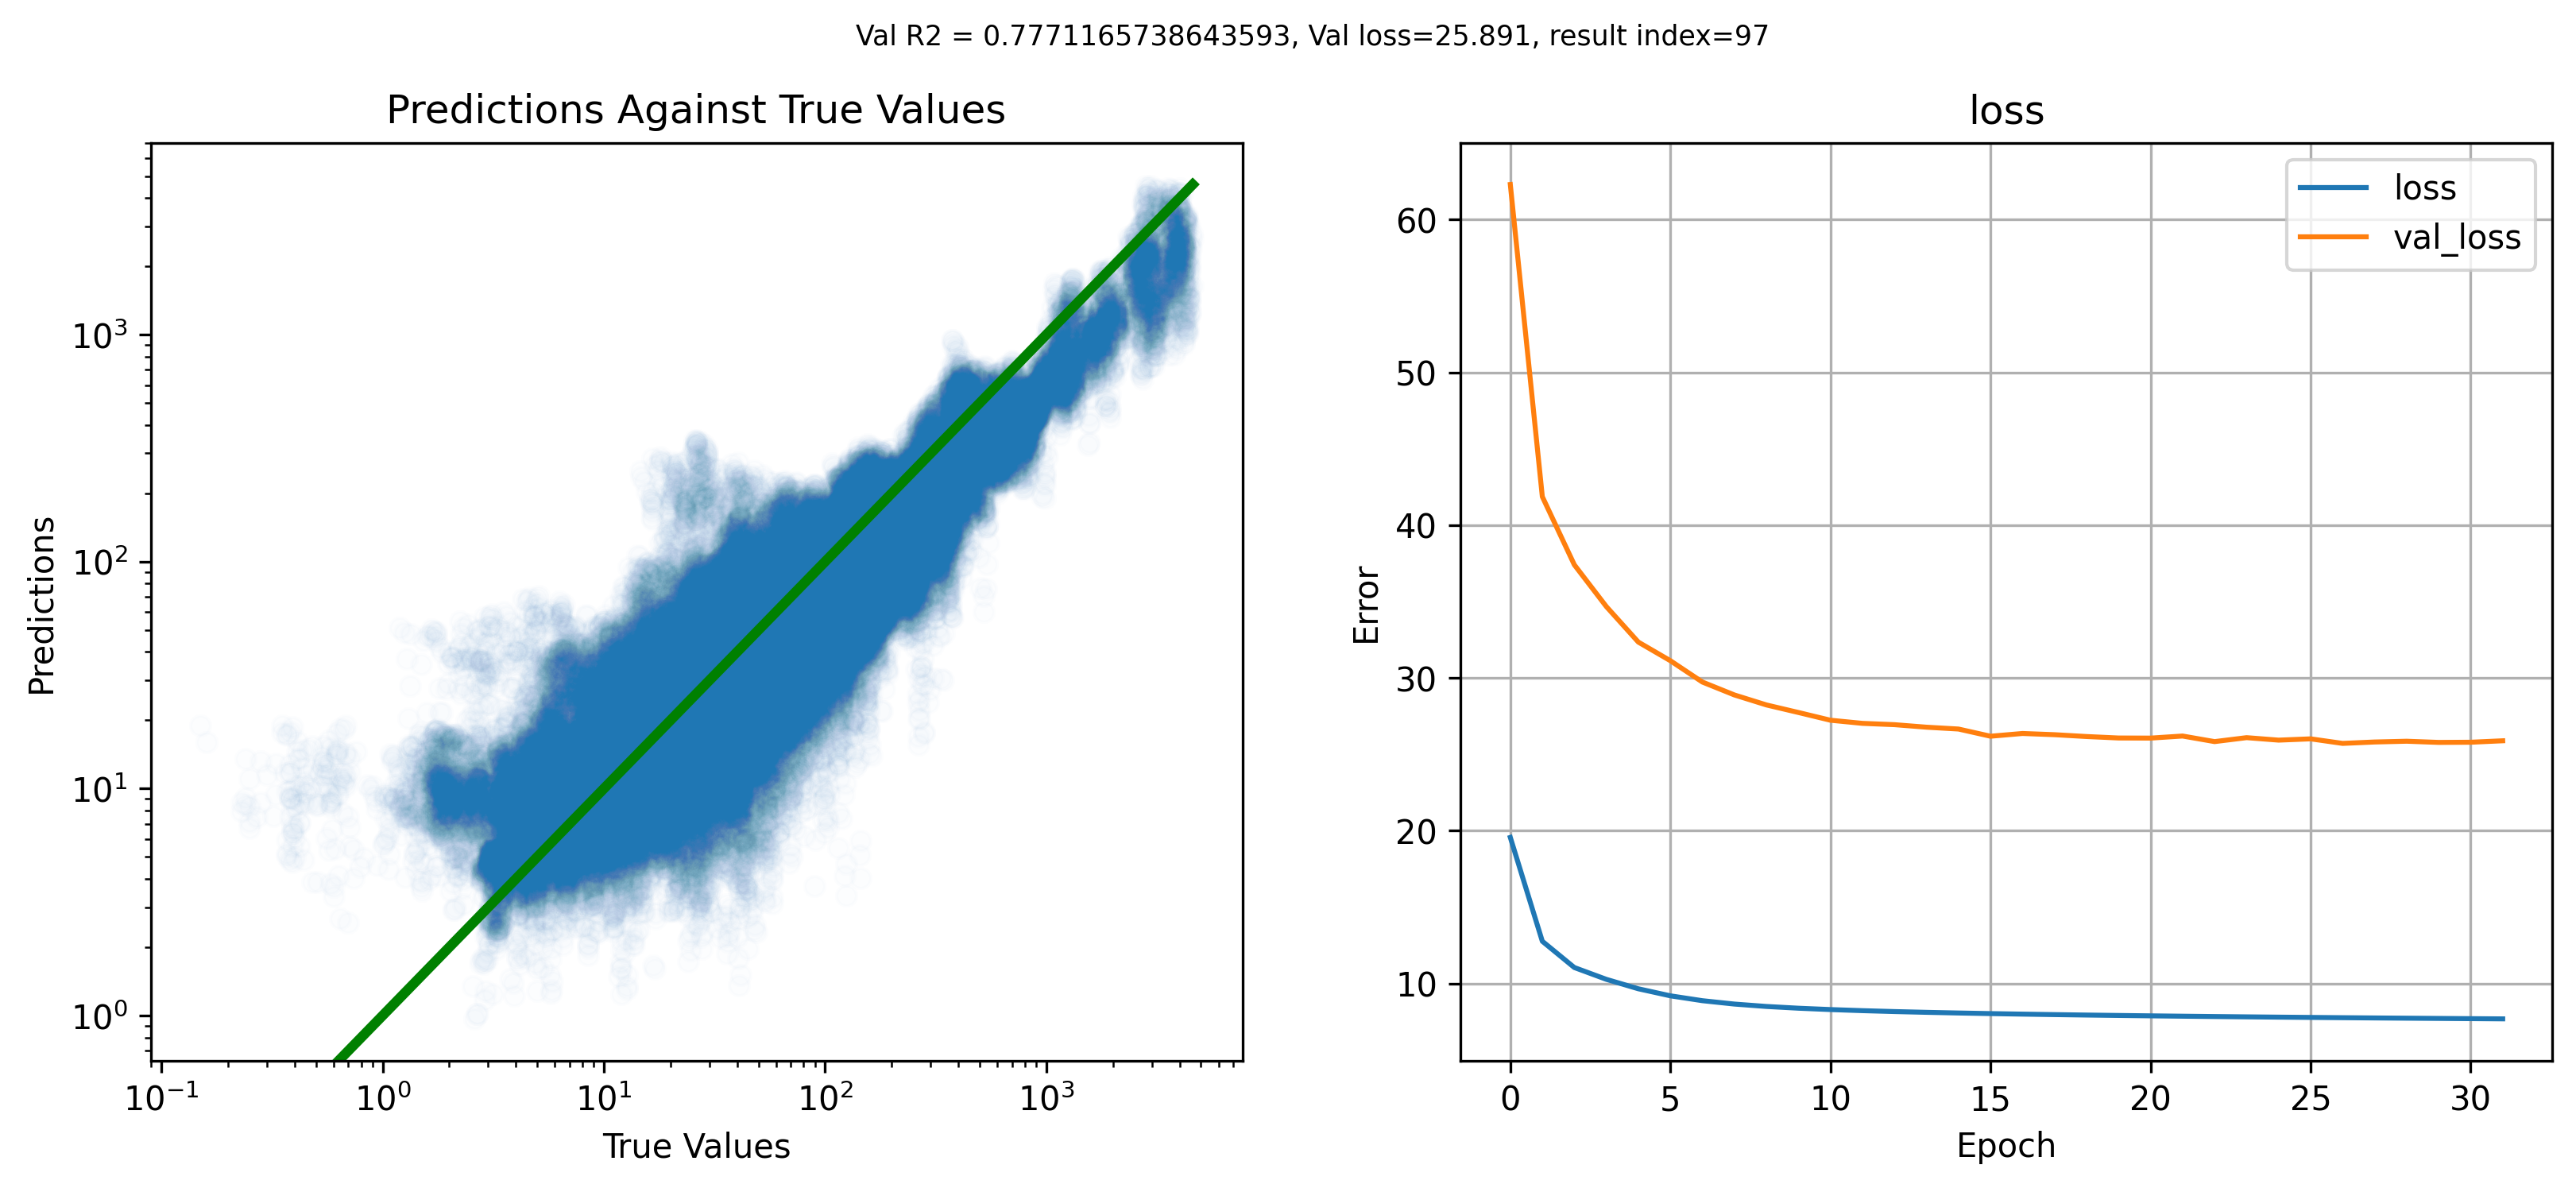 Val R2 = 0.7771165738643593, Val loss=25.891, result index=97
Predictions Against True Values
Predictions
10³
10²
10¹
10⁰
10⁻¹ 10⁰ 10¹ 10² 10³
True Values
loss
loss
val_loss
Error
60
50
40
30
20
10
0 5 10 15 20 25 30
Epoch